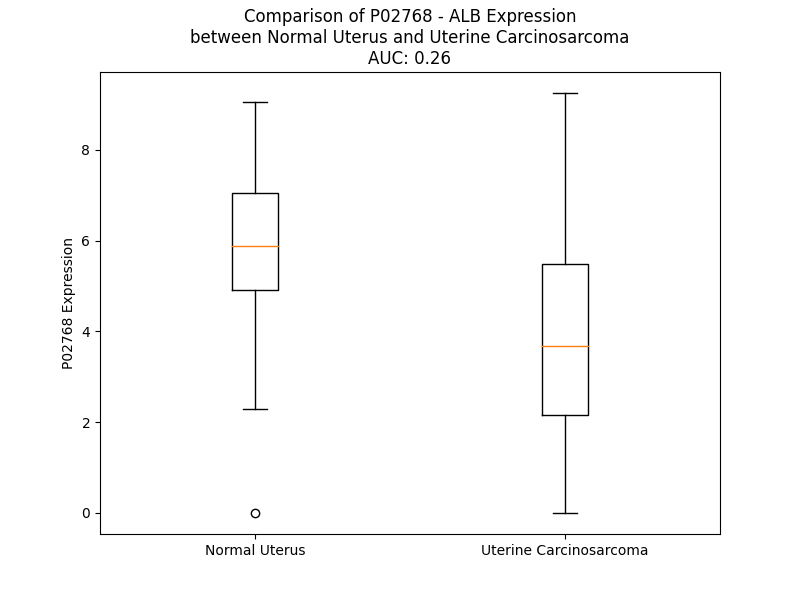 Comparison of P02768 - ALB Expression
between Normal Uterus and Uterine Carcinosarcoma
AUC: 0.26
P02768 Expression
8
6
4
2
0
Normal Uterus
Uterine Carcinosarcoma